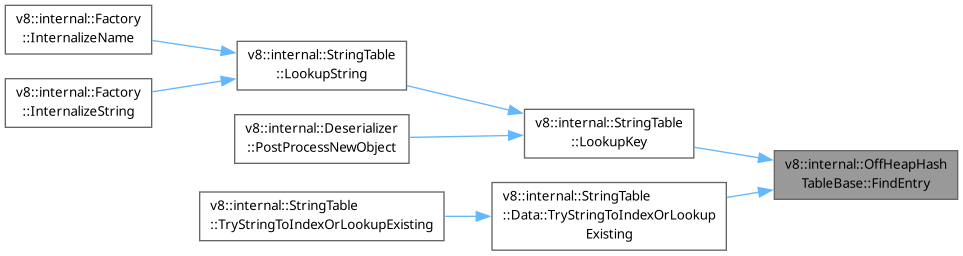 v8::internal::Factory
::InternalizeName
v8::internal::Factory
::InternalizeString
v8::internal::StringTable
::LookupString
v8::internal::Deserializer
::PostProcessNewObject
v8::internal::StringTable
::TryStringToIndexOrLookupExisting
v8::internal::StringTable
::LookupKey
v8::internal::StringTable
::Data::TryStringToIndexOrLookup
Existing
v8::internal::OffHeapHash
TableBase::FindEntry